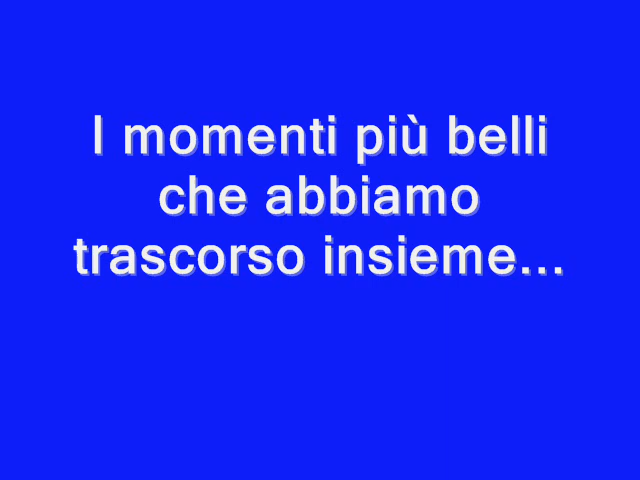 I momenti più belli
che abbiamo
trascorso insieme...